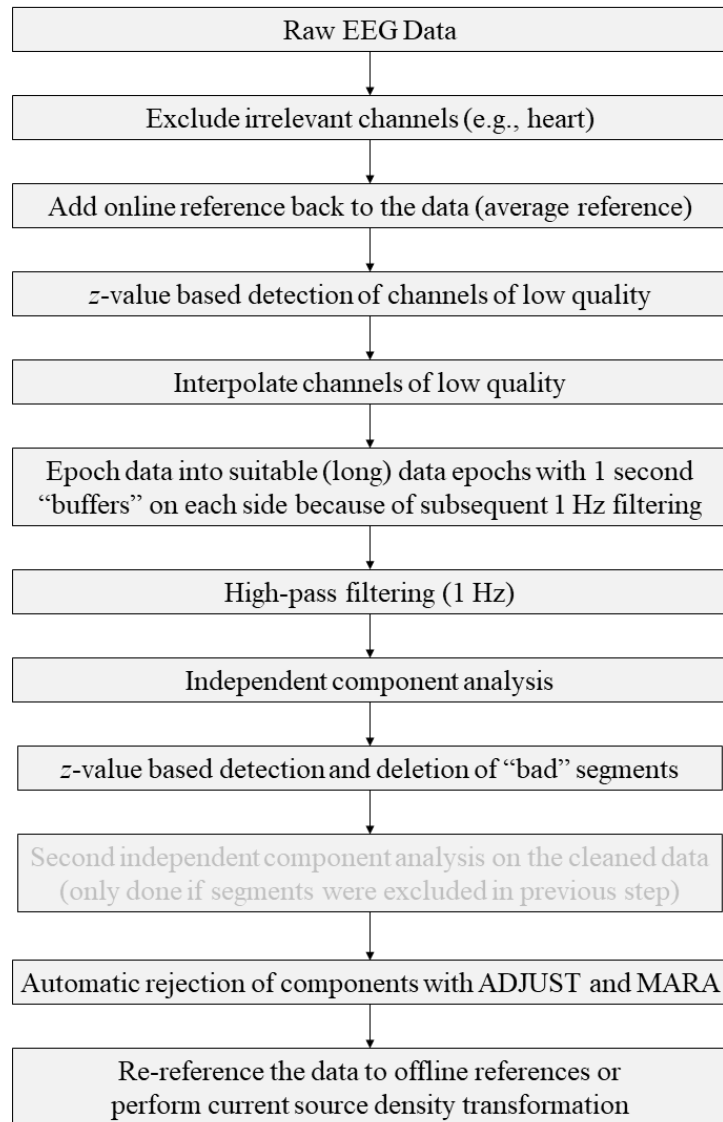 Raw EEG Data
Exclude irrelevant channels (e.g., heart)
Add online reference back to the data (average reference)
z-value based detection of channels of low quality
Interpolate channels of low quality
Epoch data into suitable (long) data epochs with 1 second
“buffers” on each side because of subsequent 1 Hz filtering
High-pass filtering (1 Hz)
Independent component analysis
z-value based detection and deletion of “bad” segments
Second independent component analysis on the cleaned data
(only done if segments were excluded in previous step)
Automatic rejection of components with ADJUST and MARA
Re-reference the data to offline references or
perform current source density transformation